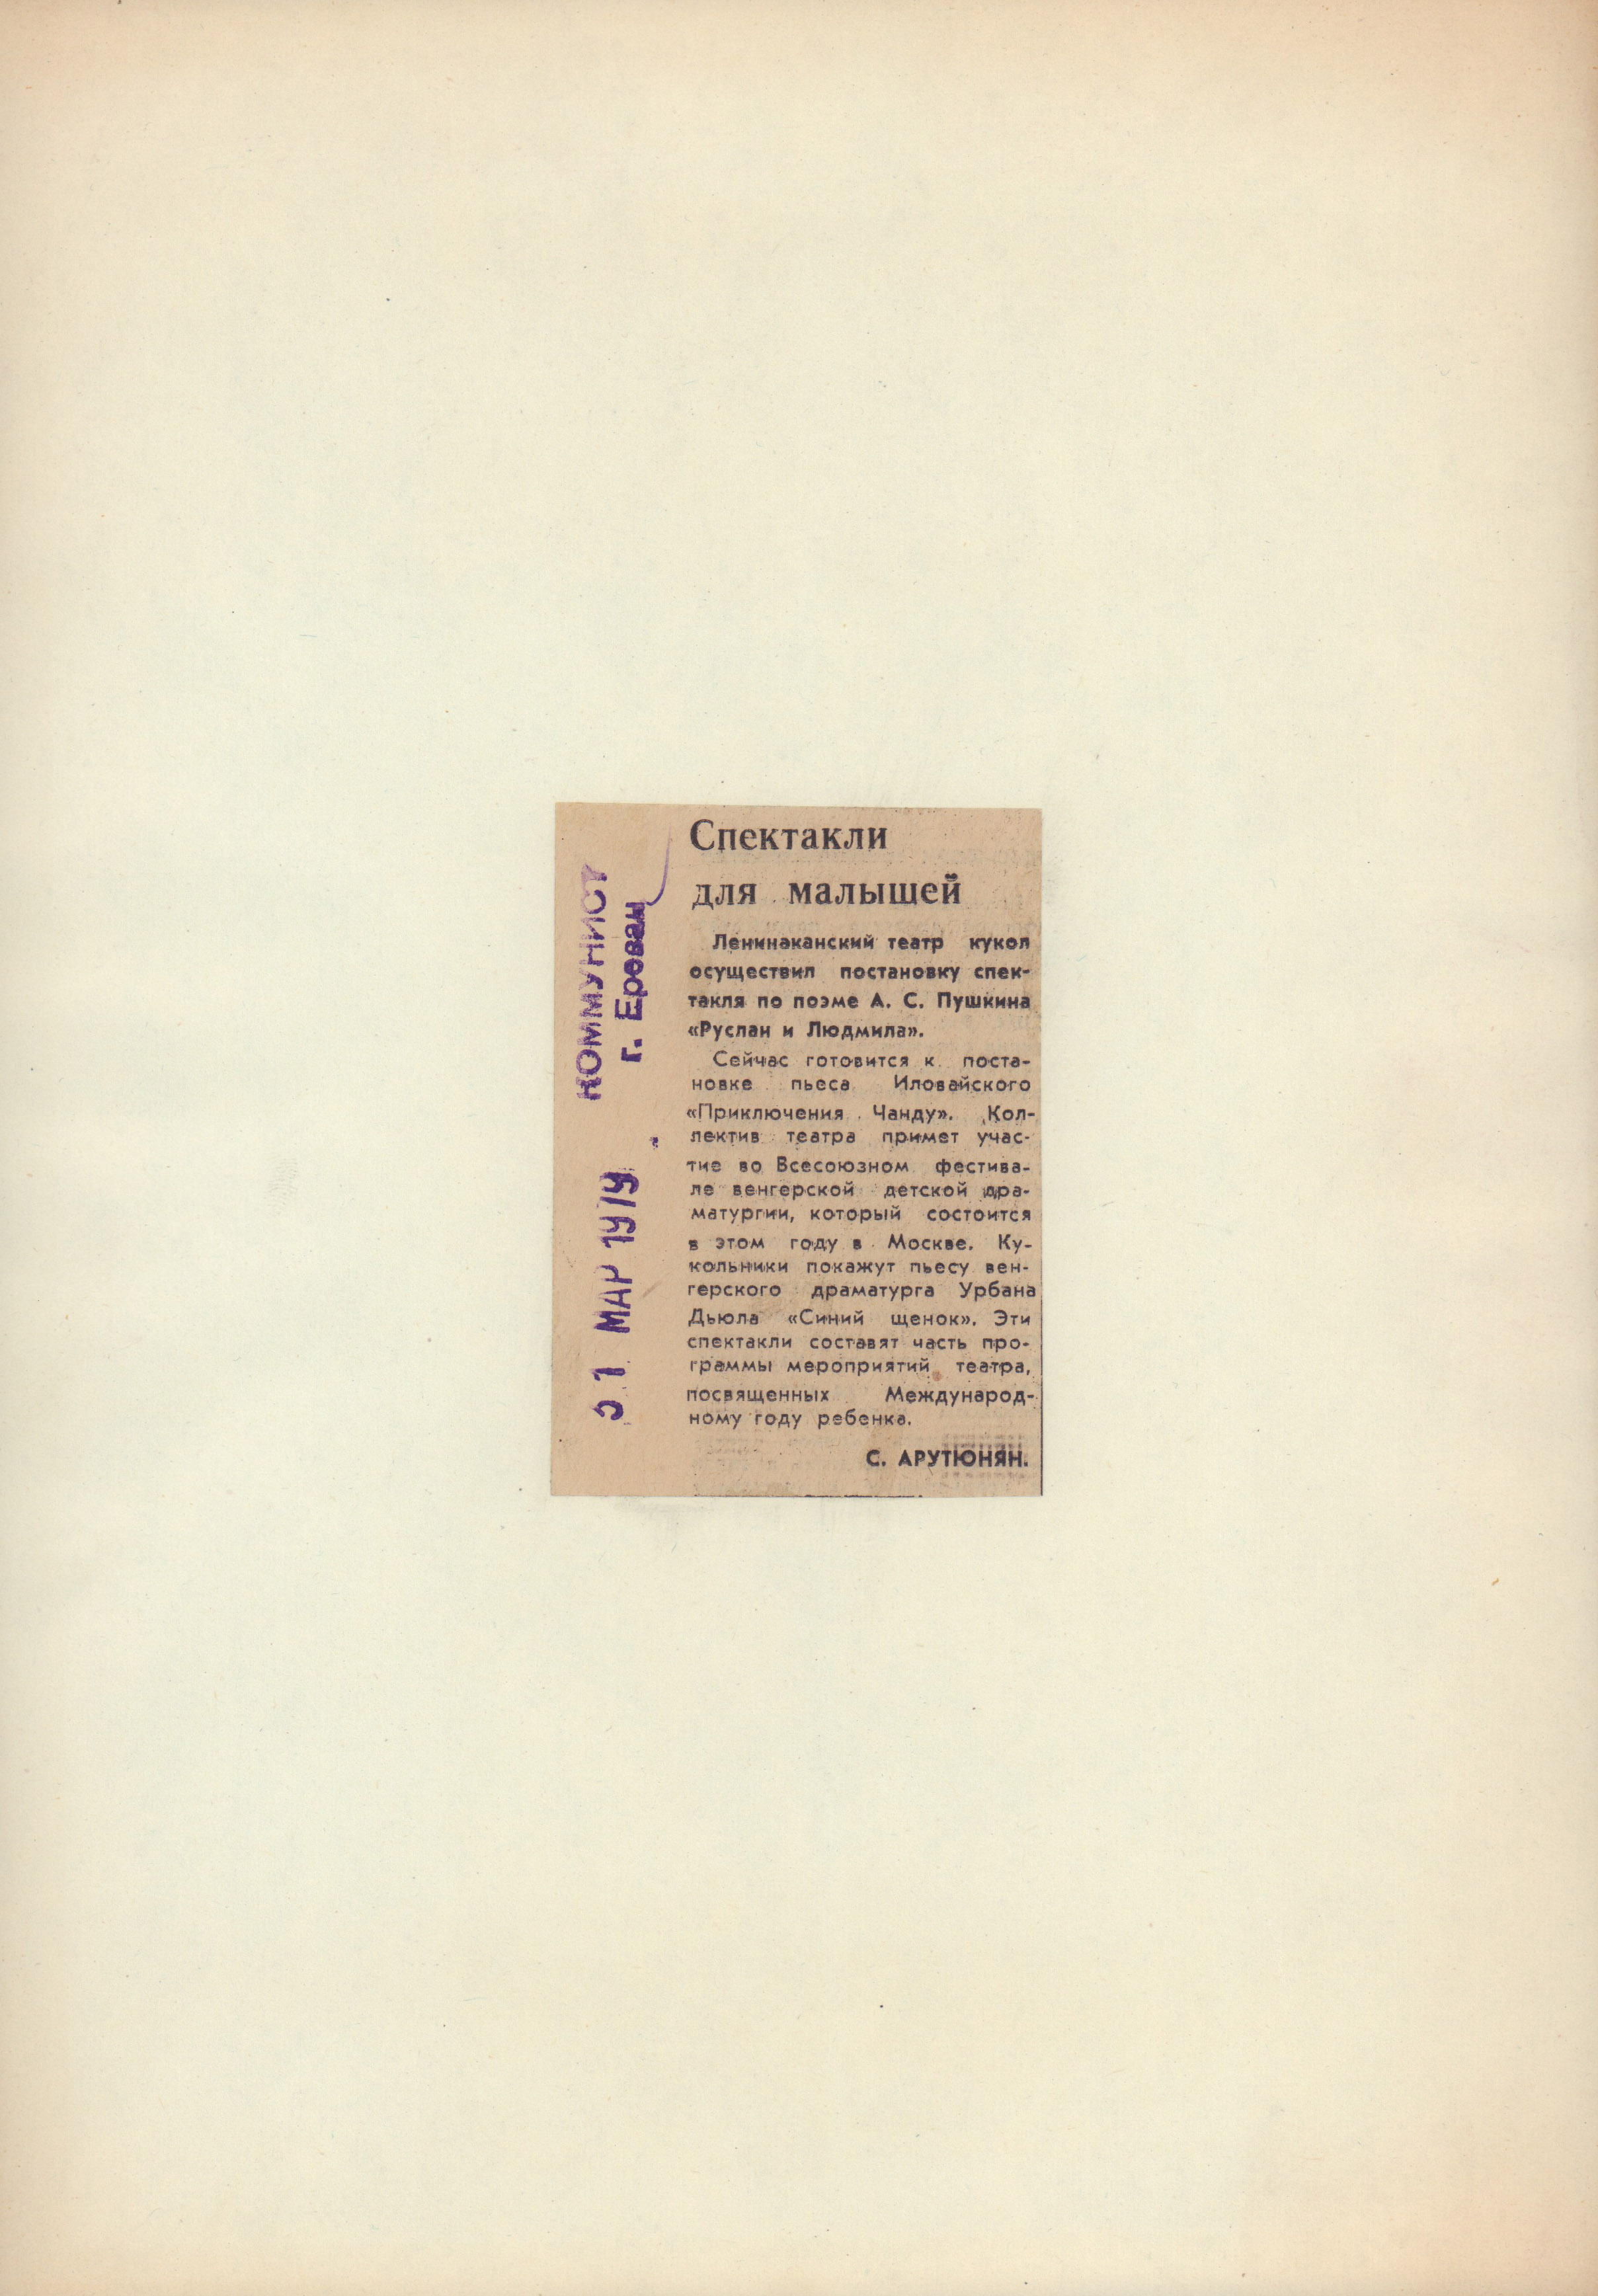 КОММУНИСТ
г. Ереван
31 МАР 1979
Спектакли
для малышей
Ленинаканский театр кукол
осуществил постановку спек-
такля по поэме А. С. Пушкина
«Руслан и Людмила».
Сейчас готовится к поста-
новке пьеса Иловайского
«Приключения Чанду». Кол-
лектив театра примет учас-
тие во Всесоюзном фестива-
ле венгерской детской дра-
матургии, который состоится
в этом году в Москве. Ку-
кольники покажут пьесу вен-
герского драматурга Урбана
Дьюла «Синий щенок». Эти
спектакли составят часть про-
граммы мероприятий театра,
посвященных Международ-
ному году ребенка.
С. АРУТЮНЯН.